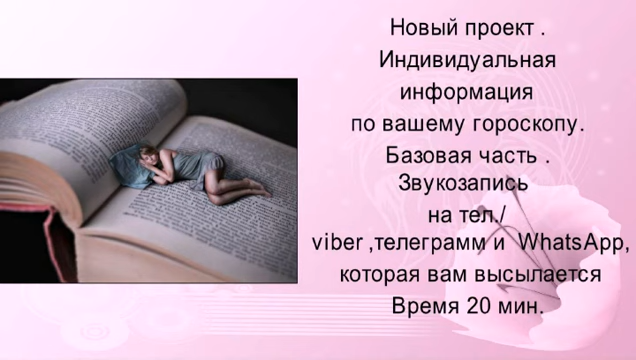 Новый проект .
Индивидуальная
информация
по вашему гороскопу.
Базовая часть .
Звукозапись
на тел./
viber ,телеграмм и WhatsApp,
которая вам высылается
Время 20 мин.